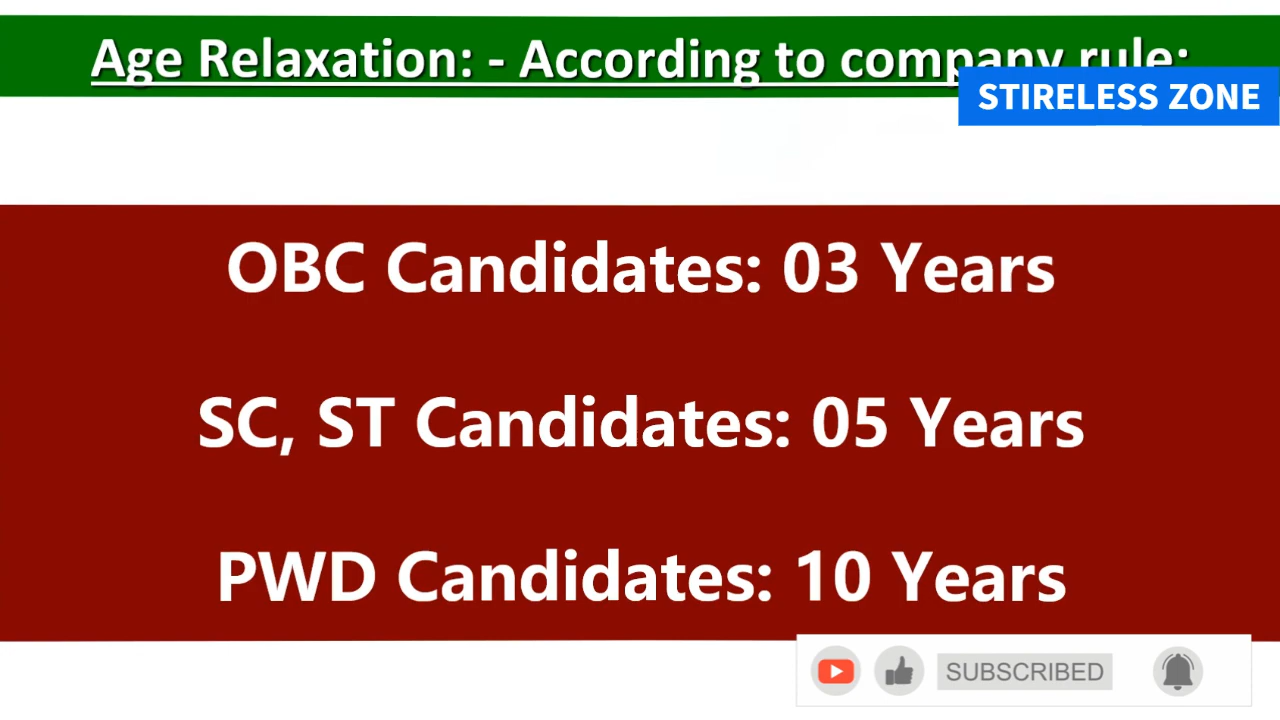 Age Relaxation: - According to company rule:
STIRELESS ZONE
OBC Candidates: 03 Years
SC, ST Candidates: 05 Years
PWD Candidates: 10 Years
SUBSCRIBED